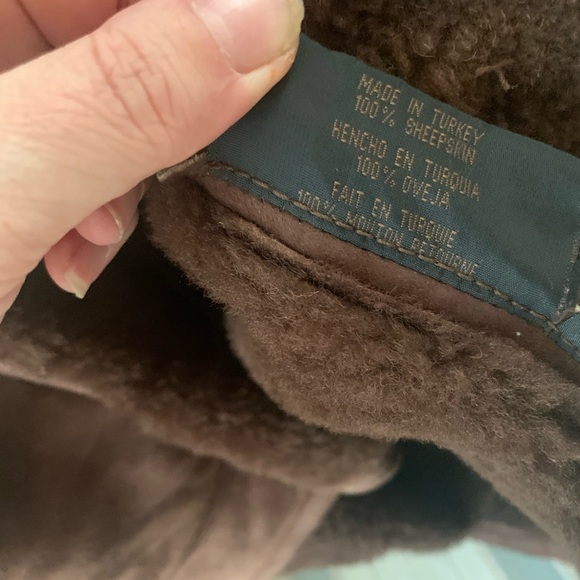 MADE IN TURKEY
100% SHEEPSKIN
HENCHO EN TURQUIA
100% OVEJA
FAIT EN TURQUIE
100% MOUTON RETOURNE